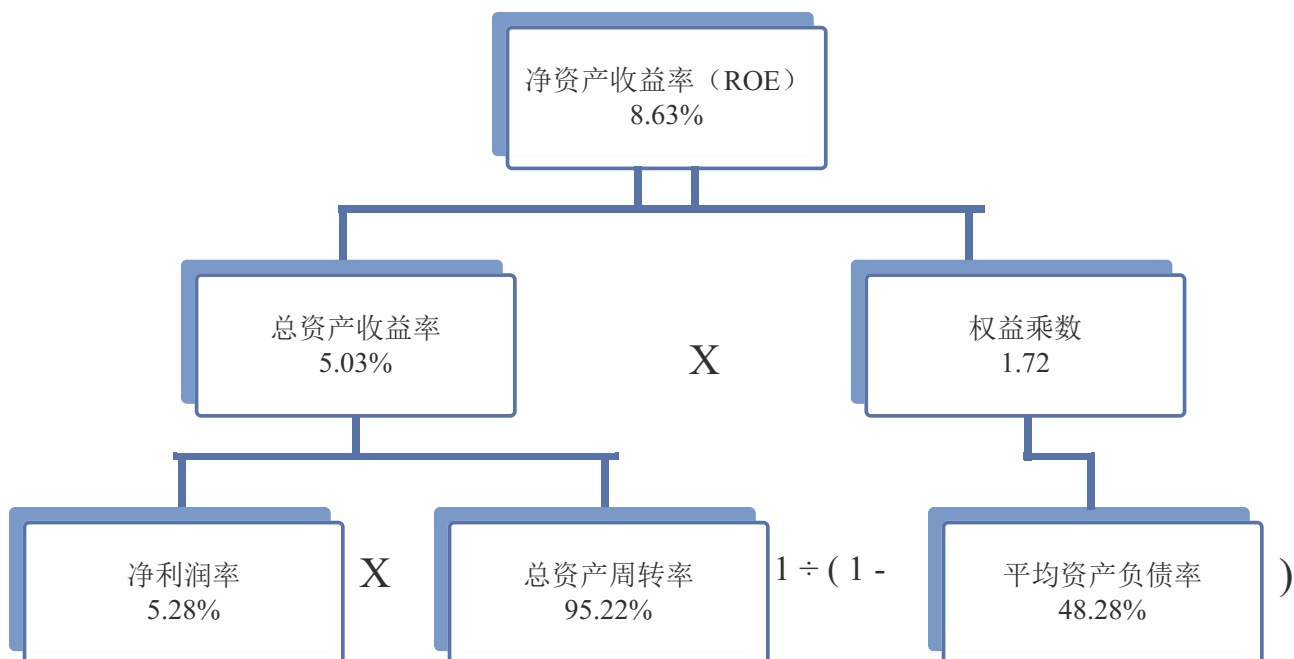 净资产收益率（ROE）
8.63%
总资产收益率
5.03%
X
权益乘数
1.72
净利润率
5.28%
X
总资产周转率
95.22%
1 ÷ ( 1 -
平均资产负债率
48.28%
)